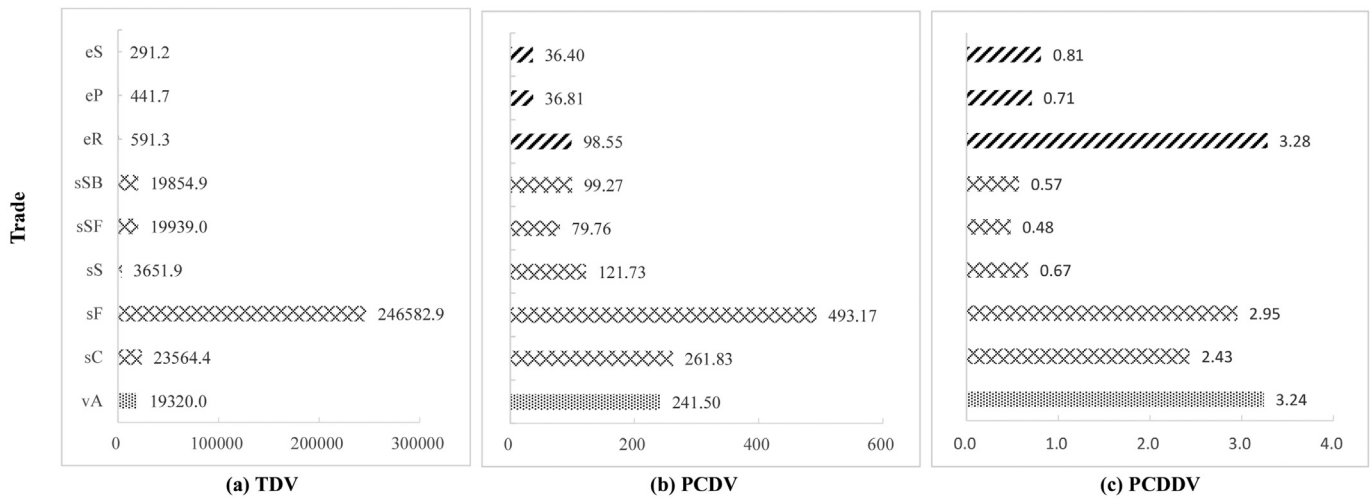 Trade
eS 291.2
eP 441.7
eR 591.3
sSB 19854.9
sSF 19939.0
sS 3651.9
sF 246582.9
sC 23564.4
vA 19320.0
0 100000 200000 300000
(a) TDV
36.40
36.81
98.55
99.27
79.76
121.73
493.17
261.83
241.50
0 200 400 600
(b) PCDV
0.81
0.71
3.28
0.57
0.48
0.67
2.95
2.43
3.24
0.0 1.0 2.0 3.0 4.0
(c) PCDDV